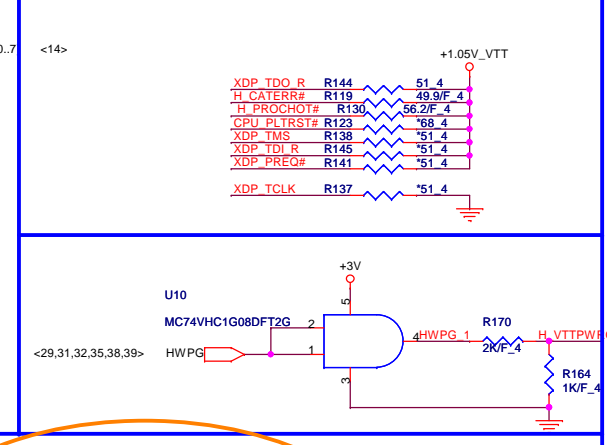 0..7 <14>
+1.05V_VTT
XDP_TDO_R R144 51_4
H_CATERR# R119 49.9/F_4
H_PROCHOT# R130 56.2/F_4
CPU_PLTRST# R123 *68_4
XDP_TMS R138 *51_4
XDP_TDI_R R145 *51_4
XDP_PREQ# R141 *51_4
XDP_TCLK R137 *51_4
+3V
U10
5
MC74VHC1G08DFT2G 2
4 HWPG_1 R170 H_VTTPWR
2K/F_4
<29,31,32,35,38,39> HWPG 1
3
R164
1K/F_4